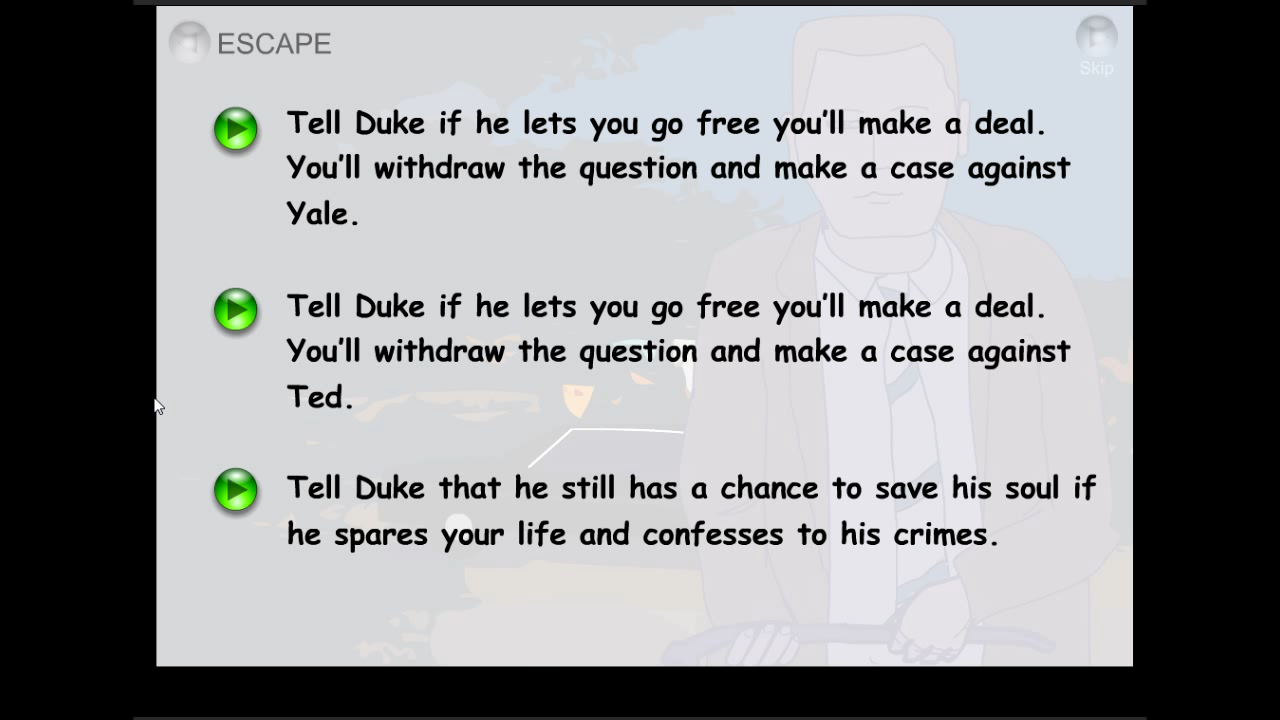 ESCAPE
Skip
Tell Duke if he lets you go free you'll make a deal.
You'll withdraw the question and make a case against
Yale.
Tell Duke if he lets you go free you'll make a deal.
You'll withdraw the question and make a case against
Ted.
Tell Duke that he still has a chance to save his soul if
he spares your life and confesses to his crimes.